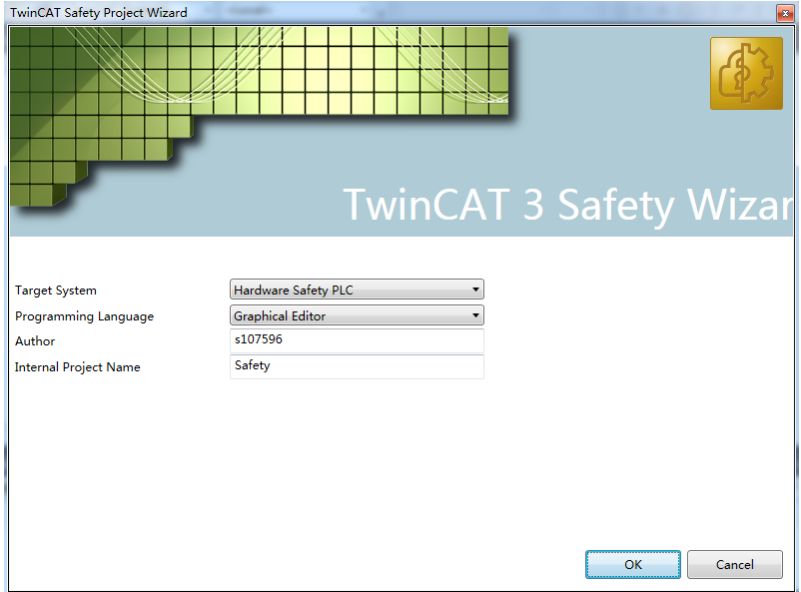 TwinCAT Safety Project Wizard
TwinCAT 3 Safety Wizar
Target System
Hardware Safety PLC
Programming Language
Graphical Editor
Author
s107596
Internal Project Name
Safety
OK
Cancel